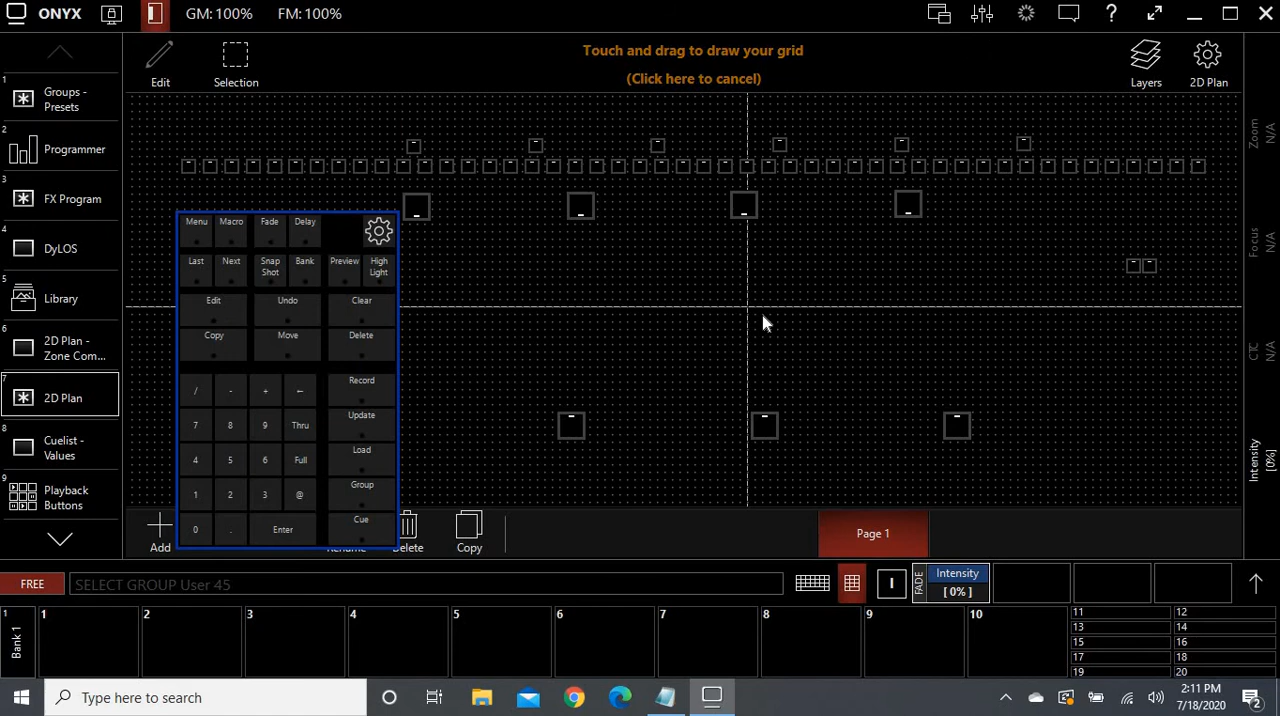 ONYX
GM: 100%
FM: 100%
Edit
Selection
Touch and drag to draw your grid
(Click here to cancel)
Layers
2D Plan
1
Groups -
Presets
2
Programmer
3
FX Program
4
DyLOS
5
Library
6
2D Plan -
Zone Com...
7
2D Plan
8
Cuelist -
Values
9
Playback
Buttons
Menu
Macro
Fade
Delay
Last
Next
Snap
Shot
Bank
Preview
High
Light
Edit
Undo
Clear
Copy
Move
Delete
/
-
+
←
Record
7
8
9
Thru
Update
4
5
6
Full
Load
1
2
3
@
Group
0
.
Enter
Cue
Zoom
N/A
Focus
N/A
CTC
N/A
Intensity
[0%]
Add
Delete
Copy
Page 1
FREE
SELECT GROUP User 45
I
FADE
Intensity
[ 0% ]
1
Bank 1
1
2
3
4
5
6
7
8
9
10
11
12
13
14
15
16
17
18
19
20
Type here to search
2:11 PM
7/18/2020
2